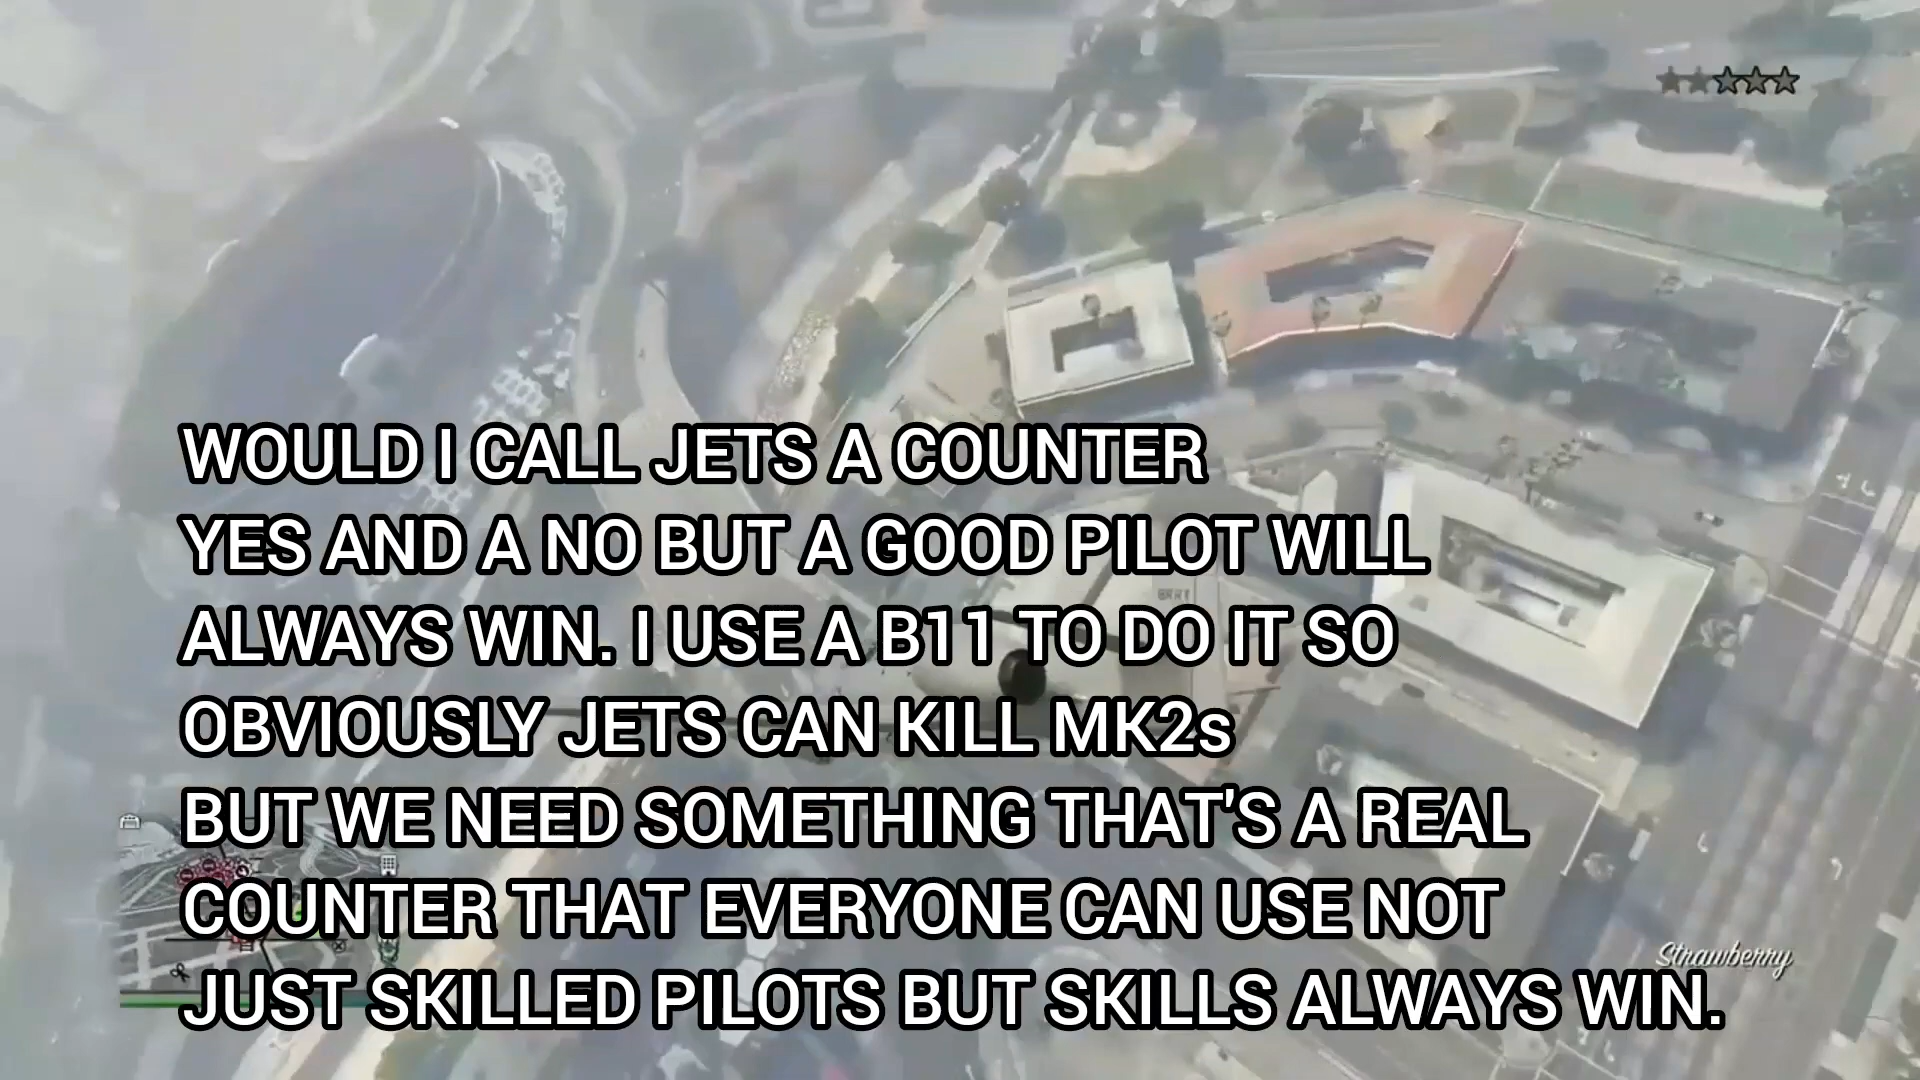 WOULD I CALL JETS A COUNTER
YES AND A NO BUT A GOOD PILOT WILL
ALWAYS WIN. I USE A B11 TO DO IT SO
OBVIOUSLY JETS CAN KILL MK2s
BUT WE NEED SOMETHING THAT'S A REAL
COUNTER THAT EVERYONE CAN USE NOT
Strawberry
JUST SKILLED PILOTS BUT SKILLS ALWAYS WIN.